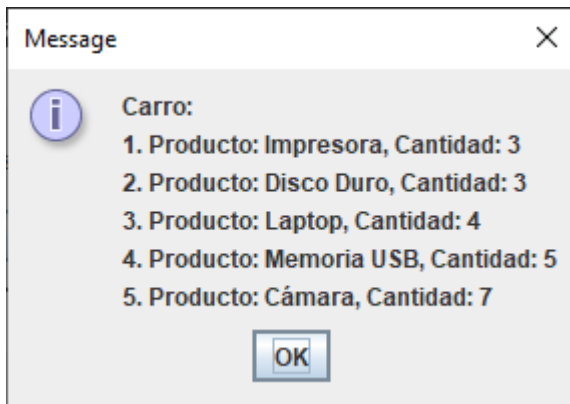 Message
Carro:
1. Producto: Impresora, Cantidad: 3
2. Producto: Disco Duro, Cantidad: 3
3. Producto: Laptop, Cantidad: 4
4. Producto: Memoria USB, Cantidad: 5
5. Producto: Cámara, Cantidad: 7
OK